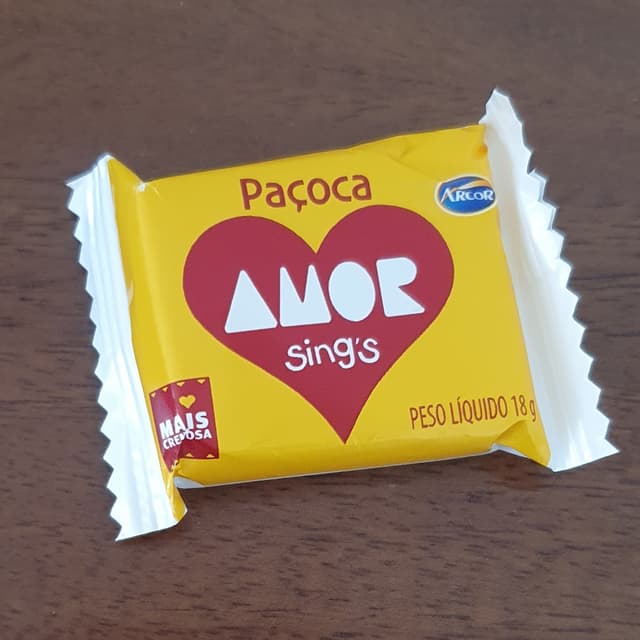 Paçoca
ARCOR
AMOR
sing's
MAIS
CREMOSA
PESO LÍQUIDO 18 g